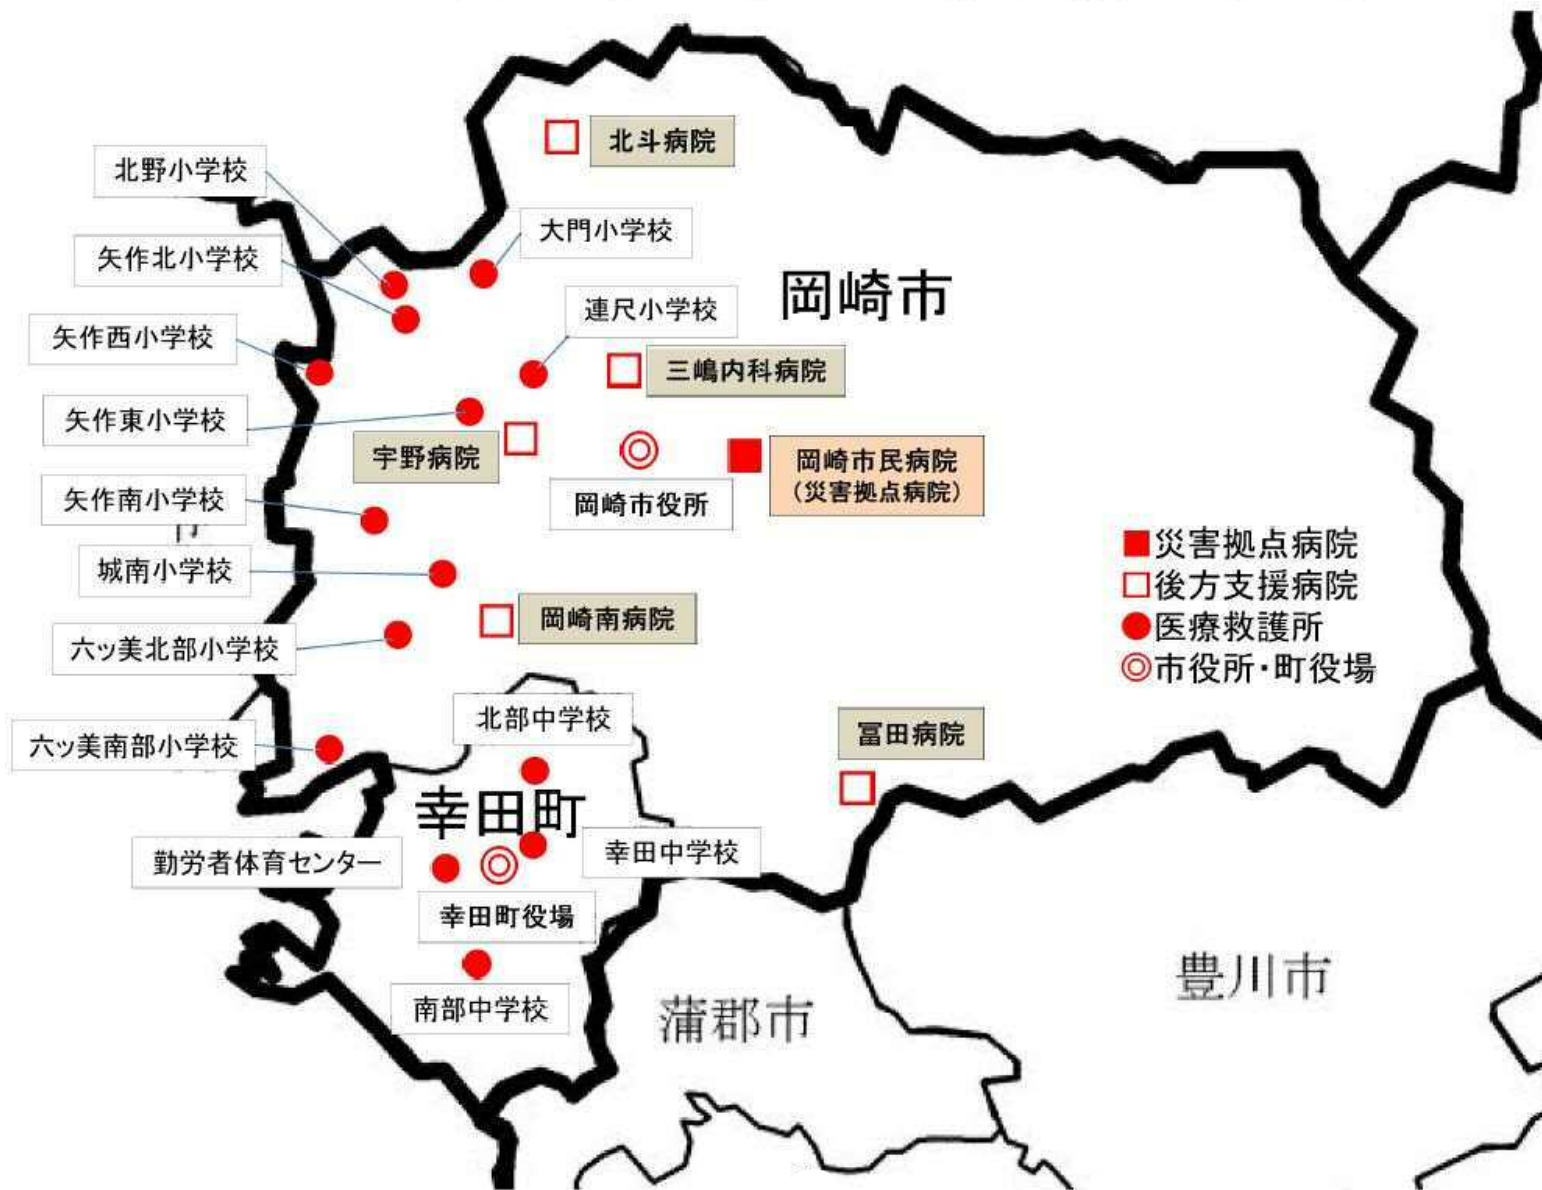 北斗病院
北野小学校
大門小学校
矢作北小学校
岡崎市
連尺小学校
矢作西小学校
三嶋内科病院
矢作東小学校
宇野病院
岡崎市民病院
（災害拠点病院）
岡崎市役所
矢作南小学校
城南小学校
災害拠点病院
後方支援病院
医療救護所
市役所・町役場
岡崎南病院
六ッ美北部小学校
北部中学校
六ッ美南部小学校
冨田病院
幸田町
勤労者体育センター
幸田中学校
幸田町役場
南部中学校
蒲郡市
豊川市